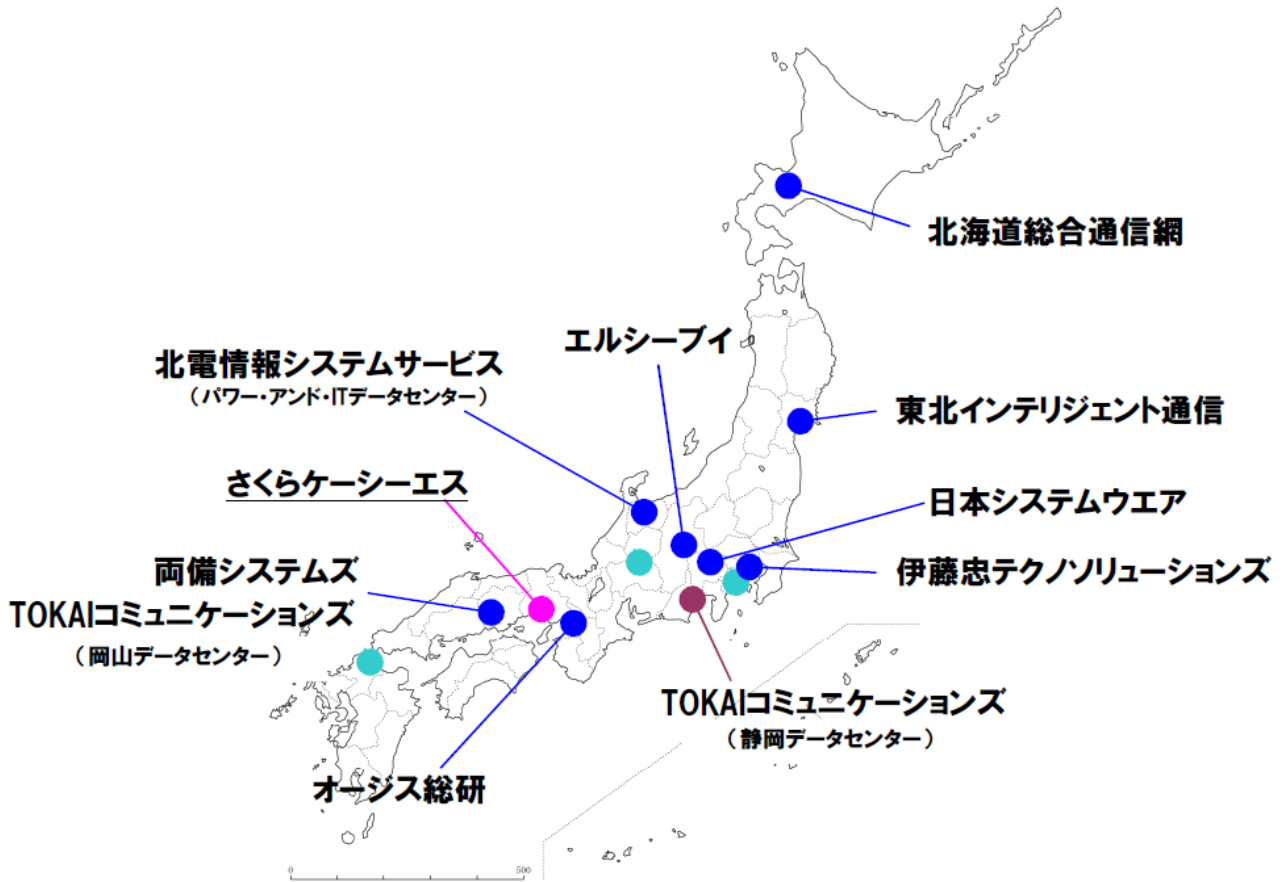 北海道総合通信網
エルシーブイ
北電情報システムサービス
(パワー・アンド・ITデータセンター)
東北インテリジェント通信
さくらケーシーエス
日本システムウエア
両備システムズ
伊藤忠テクノソリューションズ
TOKAIコミュニケーションズ
(岡山データセンター)
TOKAIコミュニケーションズ
(静岡データセンター)
オージス総研
0 500